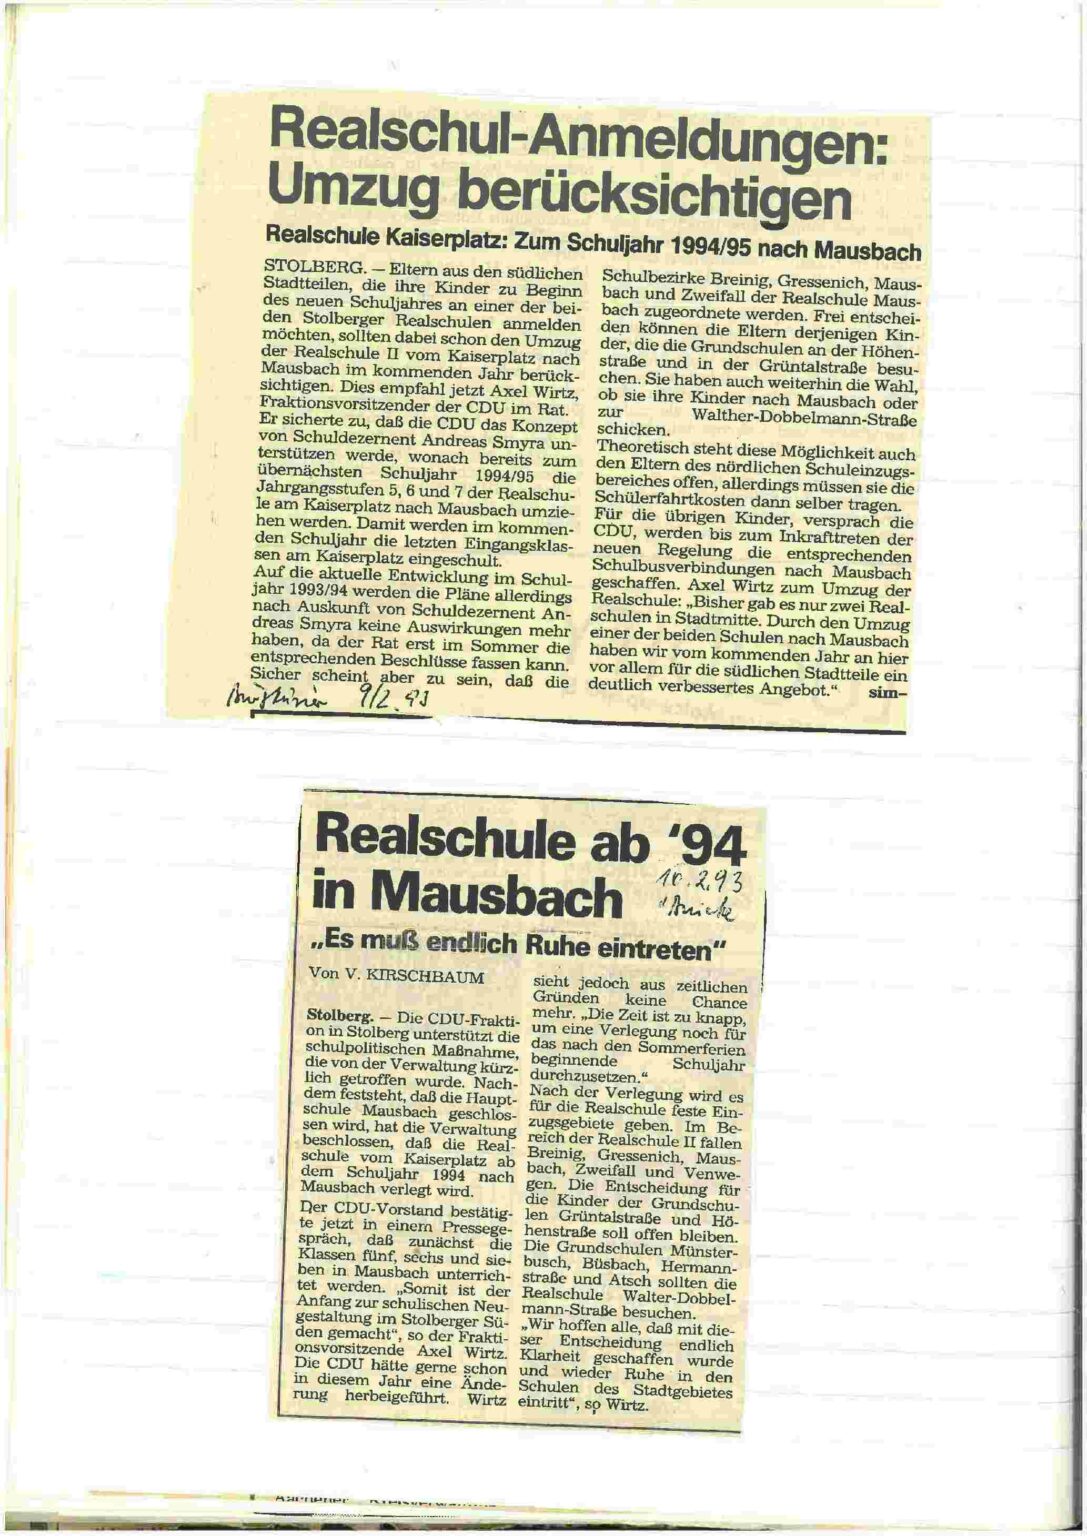 Realschul-Anmeldungen:
Umzug berücksichtigen
Realschule Kaiserplatz: Zum Schuljahr 1994/95 nach Mausbach
STOLBERG. — Eltern aus den südlichen
Stadtteilen, die ihre Kinder zu Beginn
des neuen Schuljahres an einer der bei-
den Stolberger Realschulen anmelden
möchten, sollten dabei schon den Umzug
der Realschule II vom Kaiserplatz nach
Mausbach im kommenden Jahr berück-
sichtigen. Dies empfahl jetzt Axel Wirtz,
Fraktionsvorsitzender der CDU im Rat.
Er sicherte zu, daß die CDU das Konzept
von Schuldezernent Andreas Smyra un-
terstützen werde, wonach bereits zum
übernächsten Schuljahr 1994/95 die
Jahrgangsstufen 5, 6 und 7 der Realschu-
le am Kaiserplatz nach Mausbach umzie-
hen werden. Damit werden im kommen-
den Schuljahr die letzten Eingangsklas-
sen am Kaiserplatz eingeschult.
Auf die aktuelle Entwicklung im Schul-
jahr 1993/94 werden die Pläne allerdings
nach Auskunft von Schuldezernent An-
dreas Smyra keine Auswirkungen mehr
haben, da der Rat erst im Sommer die
entsprechenden Beschlüsse fassen kann.
Sicher scheint aber zu sein, daß die
Schulbezirke Breinig, Gressenich, Maus-
bach und Zweifall der Realschule Maus-
bach zugeordnete werden. Frei entschei-
den können die Eltern derjenigen Kin-
der, die die Grundschulen an der Höhen-
straße und in der Grüntalstraße besu-
chen. Sie haben auch weiterhin die Wahl,
ob sie ihre Kinder nach Mausbach oder
zur Walther-Dobbelmann-Straße
schicken.
Theoretisch steht diese Möglichkeit auch
den Eltern des nördlichen Schuleinzugs-
bereiches offen, allerdings müssen sie die
Schülerfahrtkosten dann selber tragen.
Für die übrigen Kinder, versprach die
CDU, werden bis zum Inkrafttreten der
neuen Regelung die entsprechenden
Schulbusverbindungen nach Mausbach
geschaffen. Axel Wirtz zum Umzug der
Realschule: „Bisher gab es nur zwei Real-
schulen in Stadtmitte. Durch den Umzug
einer der beiden Schulen nach Mausbach
haben wir vom kommenden Jahr an hier
vor allem für die südlichen Stadtteile ein
deutlich verbessertes Angebot.“ sim–
9/2.93
Realschule ab '94
in Mausbach
10.2.93
„Es muß endlich Ruhe eintreten“
Von V. KIRSCHBAUM
Stolberg. — Die CDU-Frakti-
on in Stolberg unterstützt die
schulpolitischen Maßnahme,
die von der Verwaltung kürz-
lich getroffen wurde. Nach-
dem feststeht, daß die Haupt-
schule Mausbach geschlos-
sen wird, hat die Verwaltung
beschlossen, daß die Real-
schule vom Kaiserplatz ab
dem Schuljahr 1994 nach
Mausbach verlegt wird.
Der CDU-Vorstand bestätig-
te jetzt in einem Pressege-
spräch, daß zunächst die
Klassen fünf, sechs und sie-
ben in Mausbach unterrich-
tet werden. „Somit ist der
Anfang zur schulischen Neu-
gestaltung im Stolberger Sü-
den gemacht“, so der Frakti-
onsvorsitzende Axel Wirtz.
Die CDU hätte gerne schon
in diesem Jahr eine Ände-
rung herbeigeführt. Wirtz
sieht jedoch aus zeitlichen
Gründen keine Chance
mehr. „Die Zeit ist zu knapp,
um eine Verlegung noch für
das nach den Sommerferien
beginnende Schuljahr
durchzusetzen.“
Nach der Verlegung wird es
für die Realschule feste Ein-
zugsgebiete geben. Im Be-
reich der Realschule II fallen
Breinig, Gressenich, Maus-
bach, Zweifall und Venwe-
gen. Die Entscheidung für
die Kinder der Grundschu-
len Grüntalstraße und Hö-
henstraße soll offen bleiben.
Die Grundschulen Münster-
busch, Büsbach, Hermann-
straße und Atsch sollten die
Realschule Walter-Dobbel-
mann-Straße besuchen.
„Wir hoffen alle, daß mit die-
ser Entscheidung endlich
Klarheit geschaffen wurde
und wieder Ruhe in den
Schulen des Stadtgebietes
eintritt“, so Wirtz.